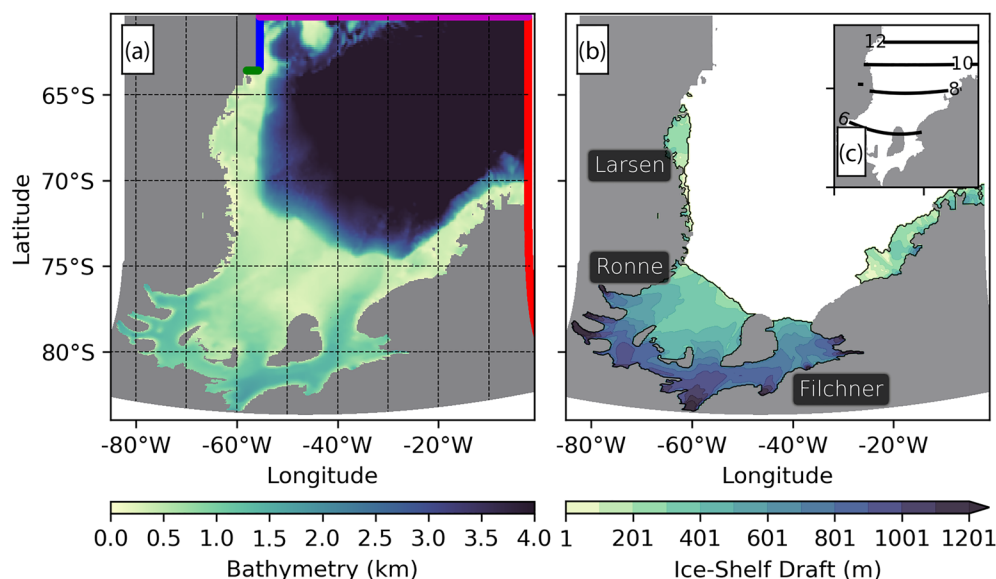 (a)
65°S
70°S
75°S
80°S
Latitude
-80°W -60°W -40°W -20°W
Longitude
0.0 0.5 1.0 1.5 2.0 2.5 3.0 3.5 4.0
Bathymetry (km)
(b)
Larsen
Ronne
Filchner
12
10
8
6
(c)
-80°W -60°W -40°W -20°W
Longitude
1 201 401 601 801 1001 1201
Ice-Shelf Draft (m)